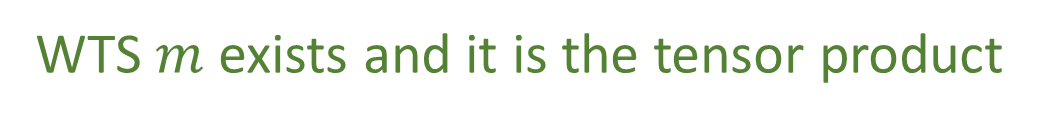 WTS m exists and it is the tensor product